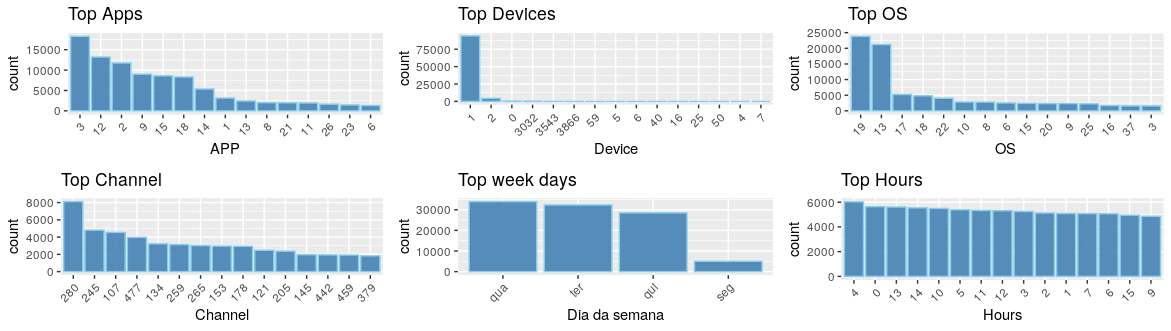 Top Apps
count
15000
10000
5000
0
3 12 2 9 15 18 14 1 13 8 21 11 26 23 6
APP
Top Devices
count
75000
50000
25000
0
1 2 0 3032 3543 3866 59 5 6 40 16 25 50 4 7
Device
Top OS
count
25000
20000
15000
10000
5000
0
19 13 17 18 22 10 8 6 15 20 9 25 16 37 3
OS
Top Channel
count
8000
6000
4000
2000
0
280 245 107 477 134 259 265 153 178 121 205 145 442 459 379
Channel
Top week days
count
30000
20000
10000
0
qua ter qui seg
Dia da semana
Top Hours
count
6000
4000
2000
0
4 0 13 14 10 5 11 12 3 2 1 7 6 15 9
Hours